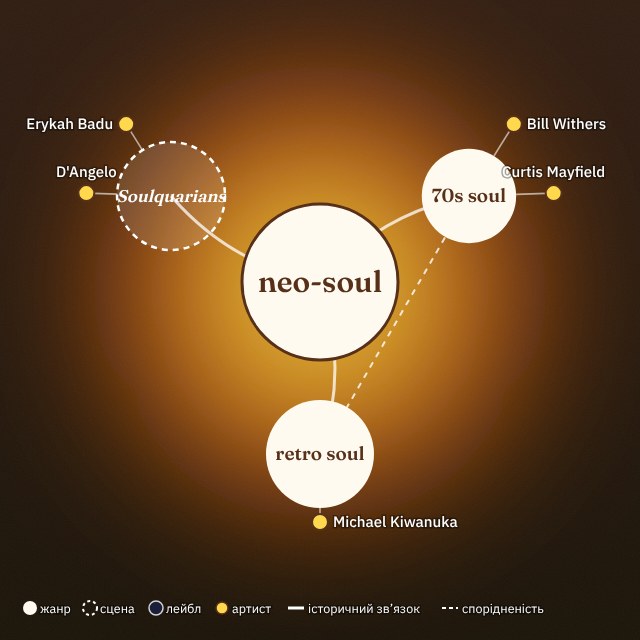 Erykah Badu
Bill Withers
D'Angelo
Curtis Mayfield
Soulquarians
70s soul
neo-soul
retro soul
Michael Kiwanuka
жанр сцена лейбл артист історичний зв’язок спорідненість